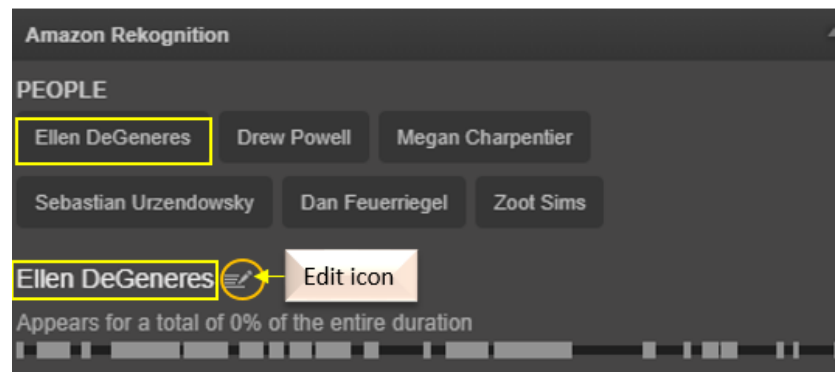 Amazon Rekognition
PEOPLE
Ellen DeGeneres Drew Powell Megan Charpentier
Sebastian Urzendowsky Dan Feuerriegel Zoot Sims
Ellen DeGeneres Edit icon
Appears for a total of 0% of the entire duration